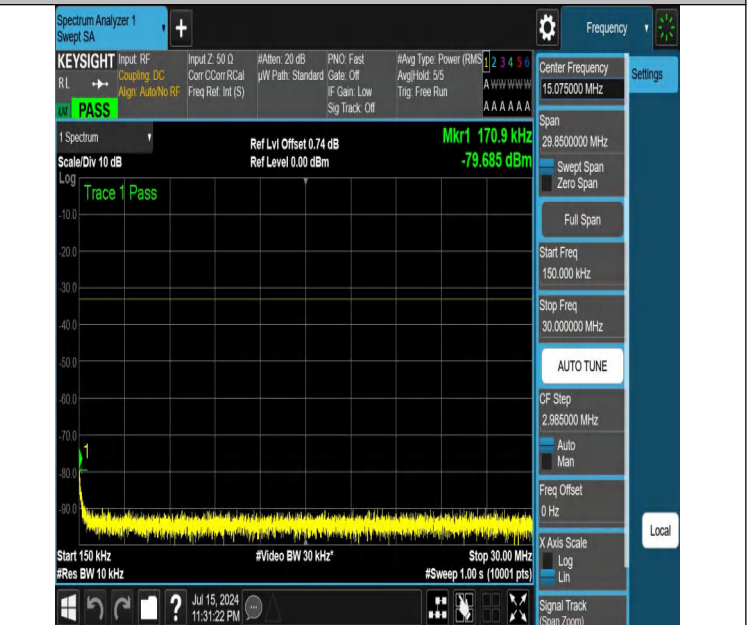 Spectrum Analyzer 1
Swept SA
+
Frequency
KEYSIGHT
RL
PASS
Input: RF
Coupling: DC
Align: Auto/No RF
Input Z: 50 Ω
Corr CCorr RCal
Freq Ref: Int (S)
#Atten: 20 dB
µW Path: Standard
PNO: Fast
Gate: Off
IF Gain: Low
Sig Track: Off
#Avg Type: Power (RMS
Avg|Hold: 5/5
Trig: Free Run
1 2 3 4 5 6
A W W W W W
A A A A A A
1 Spectrum
Scale/Div 10 dB
Log
Ref Lvl Offset 0.74 dB
Ref Level 0.00 dBm
Mkr1 170.9 kHz
-79.685 dBm
Trace 1 Pass
-10.0
-20.0
-30.0
-40.0
-50.0
-60.0
-70.0
1
-80.0
-90.0
Start 150 kHz
#Res BW 10 kHz
#Video BW 30 kHz*
Stop 30.00 MHz
#Sweep 1.00 s (10001 pts)
Jul 15, 2024
11:31:22 PM
?
Center Frequency
15.075000 MHz
Settings
Span
29.8500000 MHz
Swept Span
Zero Span
Full Span
Start Freq
150.000 kHz
Stop Freq
30.000000 MHz
AUTO TUNE
CF Step
2.985000 MHz
Auto
Man
Freq Offset
0 Hz
X Axis Scale
Log
Lin
Local
Signal Track
(Span Zoom)